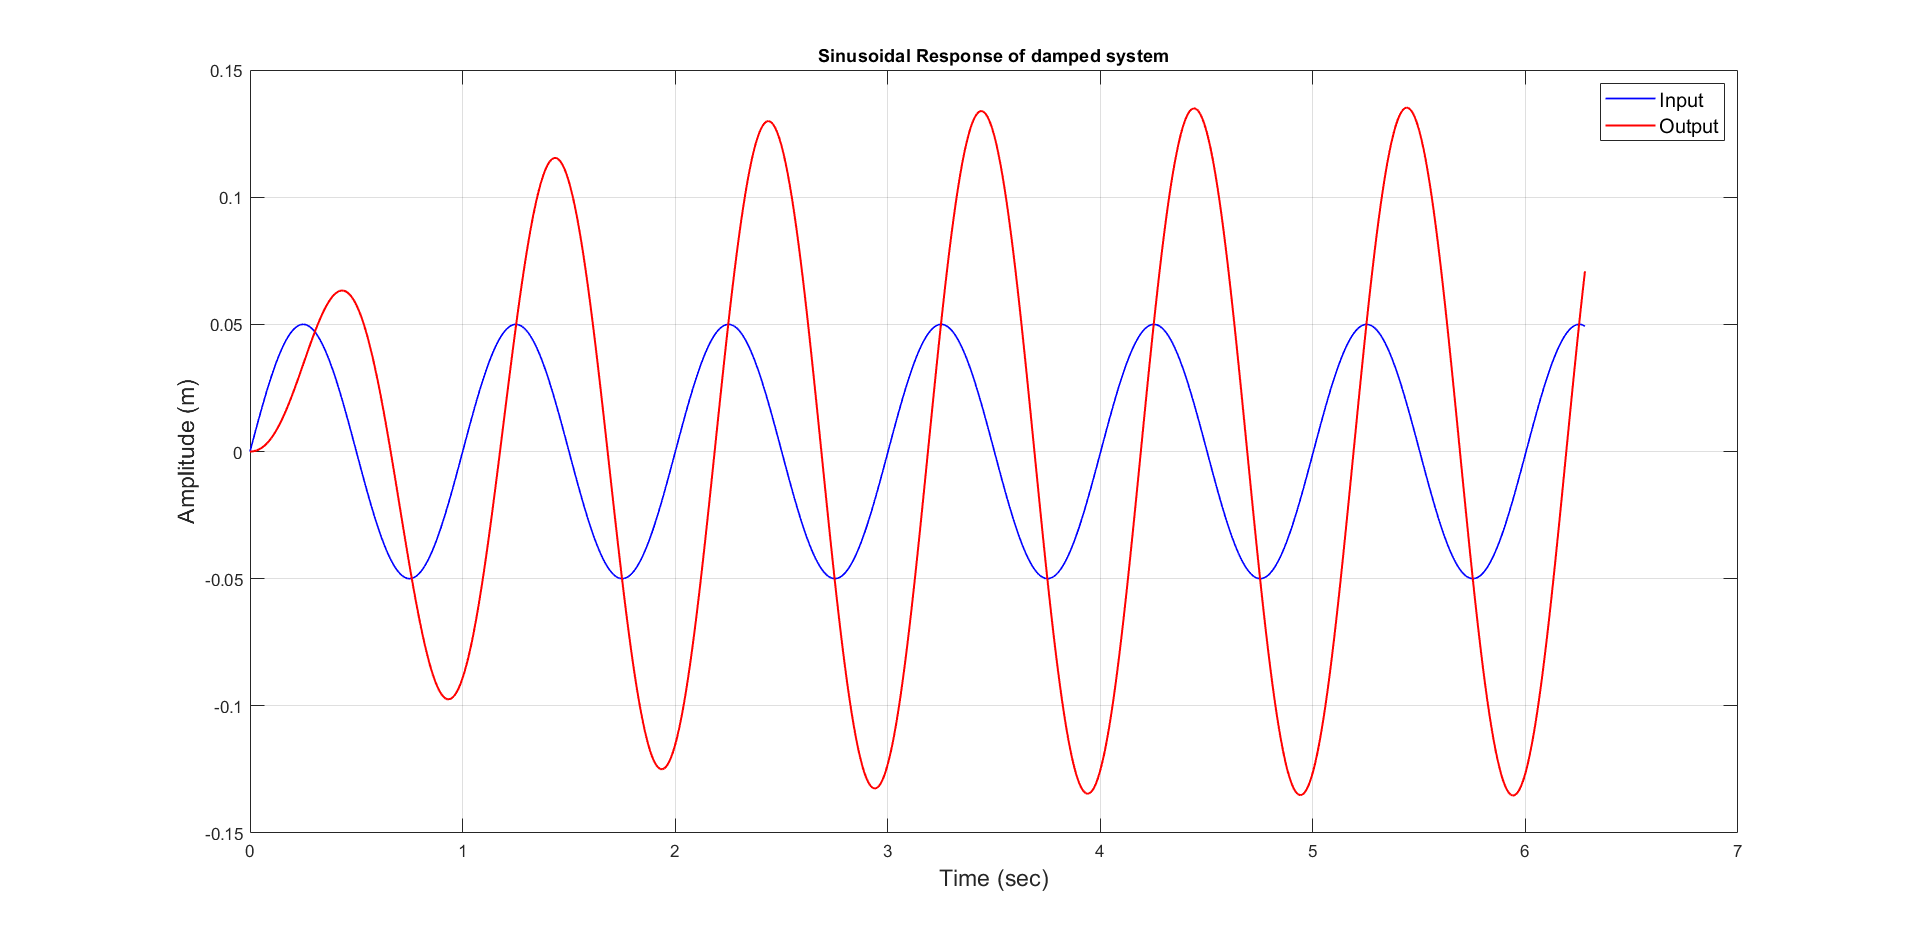 Sinusoidal Response of damped system
Input
Output
0.15
0.1
0.05
0
-0.05
-0.1
-0.15
Amplitude (m)
0 1 2 3 4 5 6 7
Time (sec)